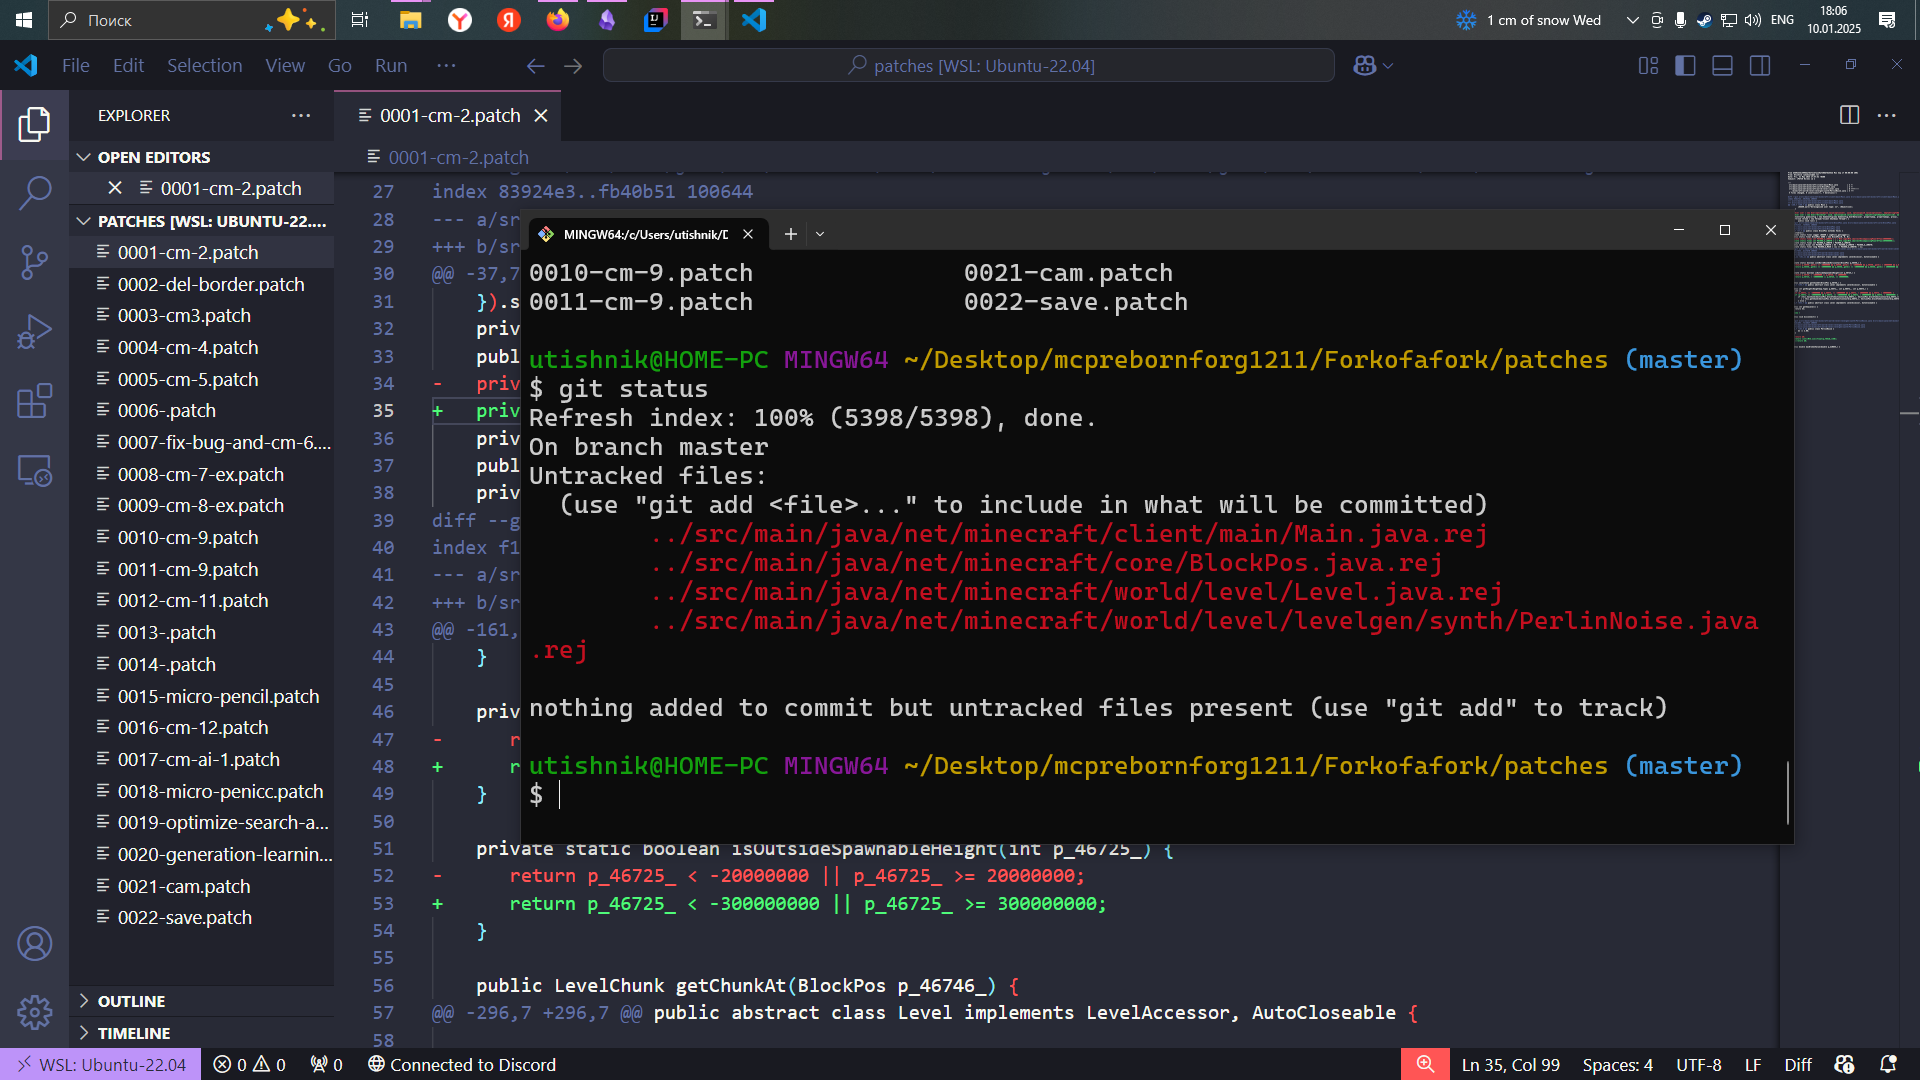 Поиск
1 cm of snow Wed
ENG
18:06
10.01.2025
File Edit Selection View Go Run ···
patches [WSL: Ubuntu-22.04]
EXPLORER
0001-cm-2.patch
OPEN EDITORS
0001-cm-2.patch
PATCHES [WSL: UBUNTU-22....
0001-cm-2.patch
0002-del-border.patch
0003-cm3.patch
0004-cm-4.patch
0005-cm-5.patch
0006-.patch
0007-fix-bug-and-cm-6....
0008-cm-7-ex.patch
0009-cm-8-ex.patch
0010-cm-9.patch
0011-cm-9.patch
0012-cm-11.patch
0013-.patch
0014-.patch
0015-micro-pencil.patch
0016-cm-12.patch
0017-cm-ai-1.patch
0018-micro-penicc.patch
0019-optimize-search-a...
0020-generation-learnin...
0021-cam.patch
0022-save.patch
OUTLINE
TIMELINE
0001-cm-2.patch
27 index 83924e3..fb40b51 100644
28 --- a/sr
29 +++ b/sr
30 @@ -37,7
31 }).s
32 priv
33 publ
34 - priv
35 + priv
36 priv
37 publ
38 priv
39 diff --g
40 index f1
41 --- a/sr
42 +++ b/sr
43 @@ -161,
44 }
45
46 priv
47 - r
48 + r
49 }
50
51 private static boolean isOutsideSpawnableHeight(int p_46725_) {
52 - return p_46725_ < -20000000 || p_46725_ >= 20000000;
53 + return p_46725_ < -300000000 || p_46725_ >= 300000000;
54 }
55
56 public LevelChunk getChunkAt(BlockPos p_46746_) {
57 @@ -296,7 +296,7 @@ public abstract class Level implements LevelAccessor, AutoCloseable {
58
MINGW64:/c/Users/utishnik/D
0010-cm-9.patch 0021-cam.patch
0011-cm-9.patch 0022-save.patch
utishnik@HOME-PC MINGW64 ~/Desktop/mcprebornforg1211/Forkofafork/patches (master)
$ git status
Refresh index: 100% (5398/5398), done.
On branch master
Untracked files:
(use "git add <file>..." to include in what will be committed)
../src/main/java/net/minecraft/client/main/Main.java.rej
../src/main/java/net/minecraft/core/BlockPos.java.rej
../src/main/java/net/minecraft/world/level/Level.java.rej
../src/main/java/net/minecraft/world/level/levelgen/synth/PerlinNoise.java
.rej
nothing added to commit but untracked files present (use "git add" to track)
utishnik@HOME-PC MINGW64 ~/Desktop/mcprebornforg1211/Forkofafork/patches (master)
$
WSL: Ubuntu-22.04 0 0 0 Connected to Discord
Ln 35, Col 99 Spaces: 4 UTF-8 LF Diff